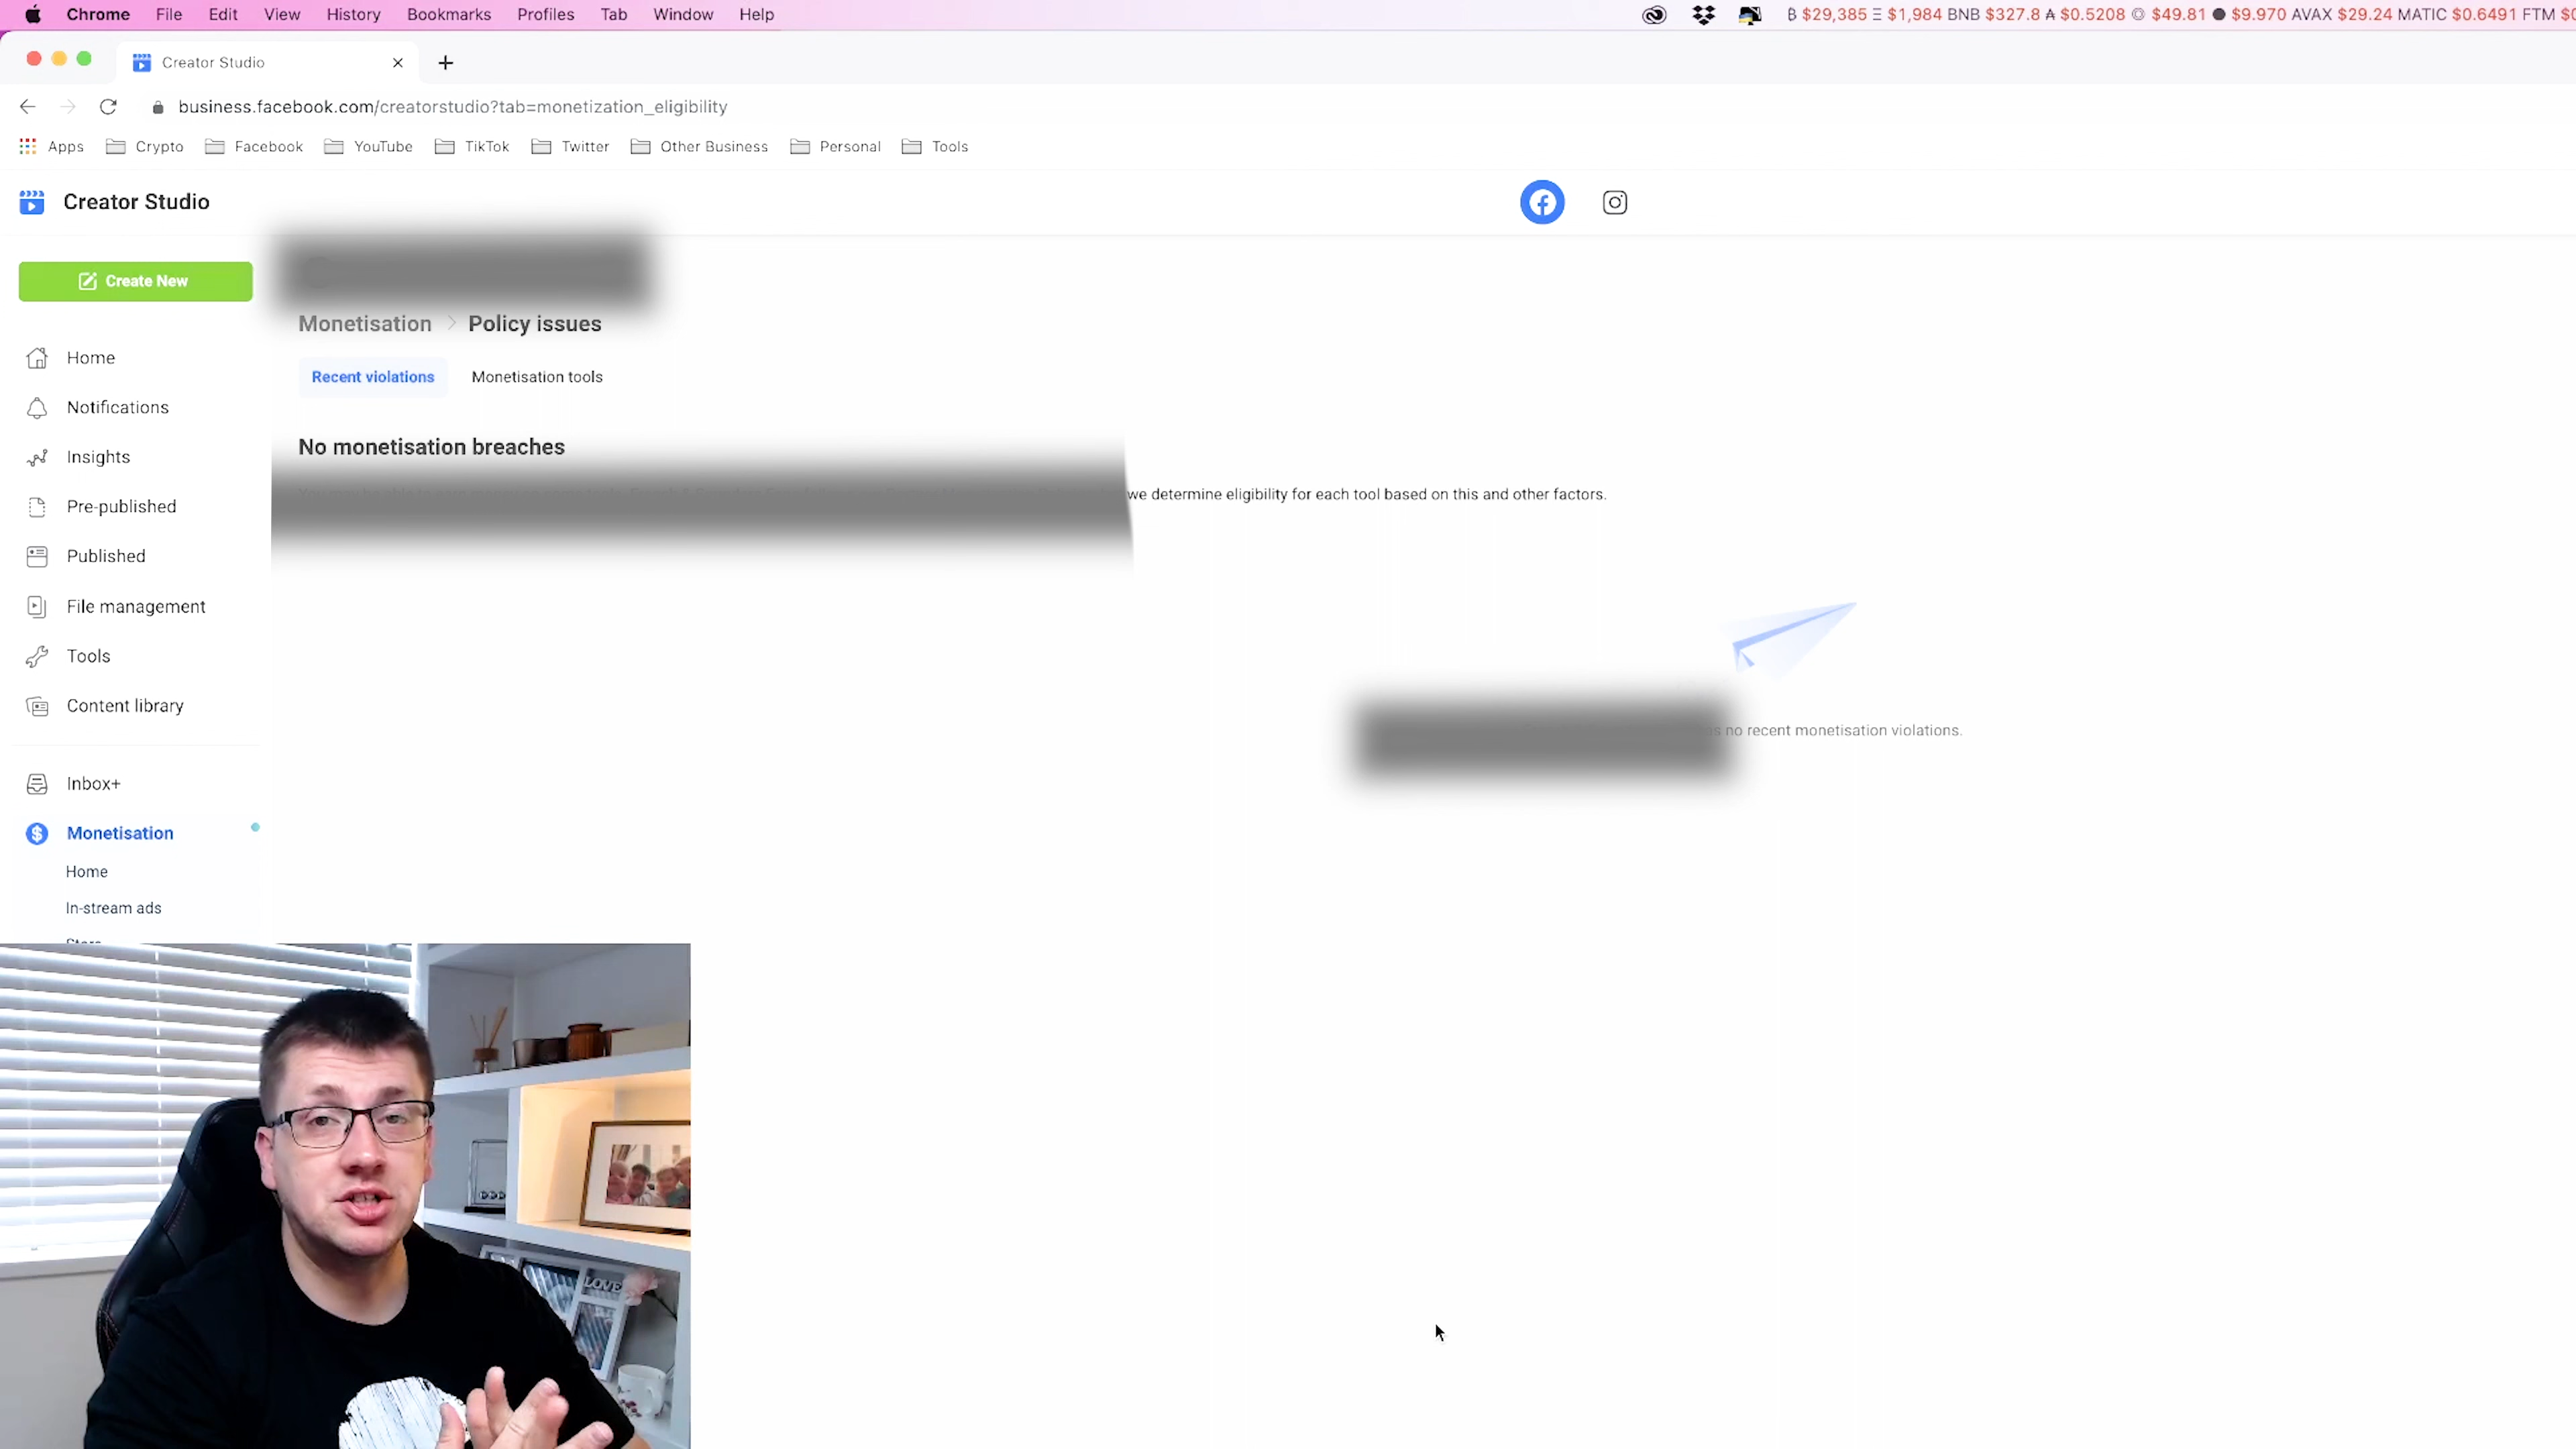 Chrome File Edit View History Bookmarks Profiles Tab Window Help
₿ $29,385 Ξ $1,984 BNB $327.8 ₳ $0.5208 ◎ $49.81 ● $9.970 AVAX $29.24 MATIC $0.6491 FTM
Creator Studio
business.facebook.com/creatorstudio?tab=monetization_eligibility
Apps Crypto Facebook YouTube TikTok Twitter Other Business Personal Tools
Creator Studio
Create New
Monetisation > Policy issues
Home
Recent violations Monetisation tools
Notifications
No monetisation breaches
Insights
we determine eligibility for each tool based on this and other factors.
Pre-published
Published
File management
Tools
Content library
no recent monetisation violations.
Inbox+
Monetisation
Home
In-stream ads
LOVE